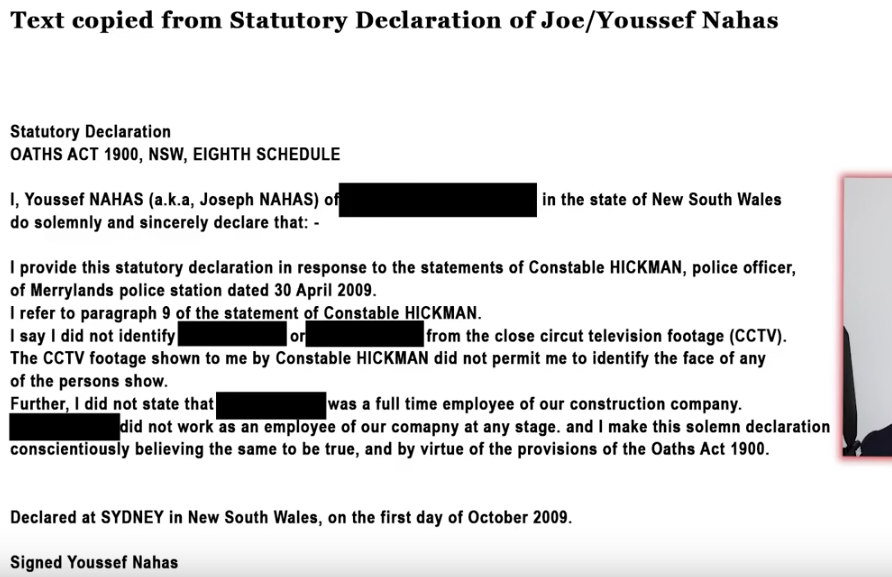 Text copied from Statutory Declaration of Joe/Youssef Nahas
Statutory Declaration
OATHS ACT 1900, NSW, EIGHTH SCHEDULE
I, Youssef NAHAS (a.k.a, Joseph NAHAS) of in the state of New South Wales
do solemnly and sincerely declare that: -
I provide this statutory declaration in response to the statements of Constable HICKMAN, police officer,
of Merrylands police station dated 30 April 2009.
I refer to paragraph 9 of the statement of Constable HICKMAN.
I say I did not identify or from the close circut television footage (CCTV).
The CCTV footage shown to me by Constable HICKMAN did not permit me to identify the face of any
of the persons show.
Further, I did not state that was a full time employee of our construction company.
did not work as an employee of our comapny at any stage. and I make this solemn declaration
conscientiously believing the same to be true, and by virtue of the provisions of the Oaths Act 1900.
Declared at SYDNEY in New South Wales, on the first day of October 2009.
Signed Youssef Nahas